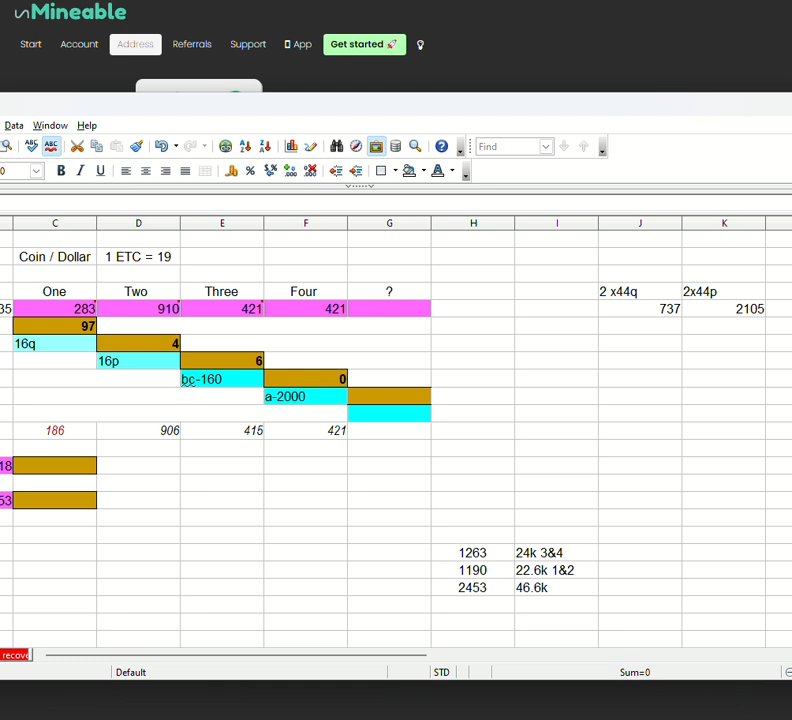 unMineable
Start Account Address Referrals Support App Get started
Data Window Help
Find
C D E F G H I J K
Coin / Dollar 1 ETC = 19
One Two Three Four ? 2 x44q 2x44p
35 283 910 421 421 737 2105
97
16q 4
16p 6
bc-160 0
a-2000
186 906 415 421
18
53
1263 24k 3&4
1190 22.6k 1&2
2453 46.6k
recove
Default STD Sum=0